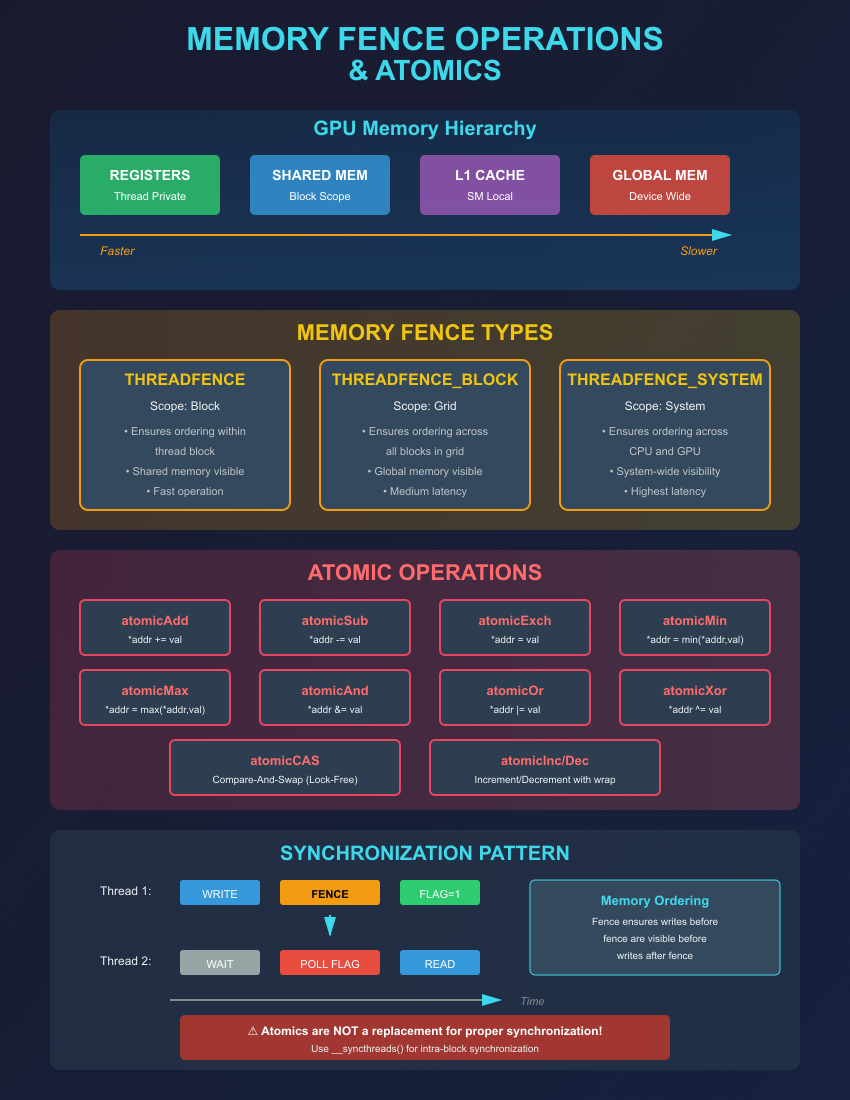 MEMORY FENCE OPERATIONS
& ATOMICS
GPU Memory Hierarchy
REGISTERS
Thread Private
SHARED MEM
Block Scope
L1 CACHE
SM Local
GLOBAL MEM
Device Wide
Faster
Slower
MEMORY FENCE TYPES
THREADFENCE
Scope: Block
• Ensures ordering within
thread block
• Shared memory visible
• Fast operation
THREADFENCE_BLOCK
Scope: Grid
• Ensures ordering across
all blocks in grid
• Global memory visible
• Medium latency
THREADFENCE_SYSTEM
Scope: System
• Ensures ordering across
CPU and GPU
• System-wide visibility
• Highest latency
ATOMIC OPERATIONS
atomicAdd
*addr += val
atomicSub
*addr -= val
atomicExch
*addr = val
atomicMin
*addr = min(*addr,val)
atomicMax
*addr = max(*addr,val)
atomicAnd
*addr &= val
atomicOr
*addr |= val
atomicXor
*addr ^= val
atomicCAS
Compare-And-Swap (Lock-Free)
atomicInc/Dec
Increment/Decrement with wrap
SYNCHRONIZATION PATTERN
Thread 1:
WRITE
FENCE
FLAG=1
Thread 2:
WAIT
POLL FLAG
READ
Memory Ordering
Fence ensures writes before
fence are visible before
writes after fence
Time
⚠ Atomics are NOT a replacement for proper synchronization!
Use __syncthreads() for intra-block synchronization